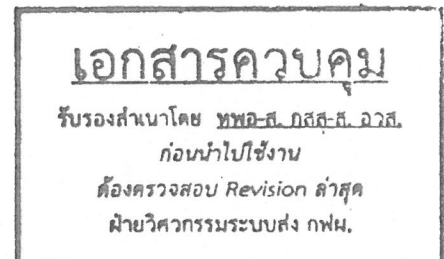 เอกสารควบคุม
รับรองสำเนาโดย ทพอ-ส. กสส-ส. อวส.
ก่อนนำไปใช้งาน
ต้องตรวจสอบ Revision ล่าสุด
ฝ่ายวิศวกรรมระบบส่ง กฟผ.